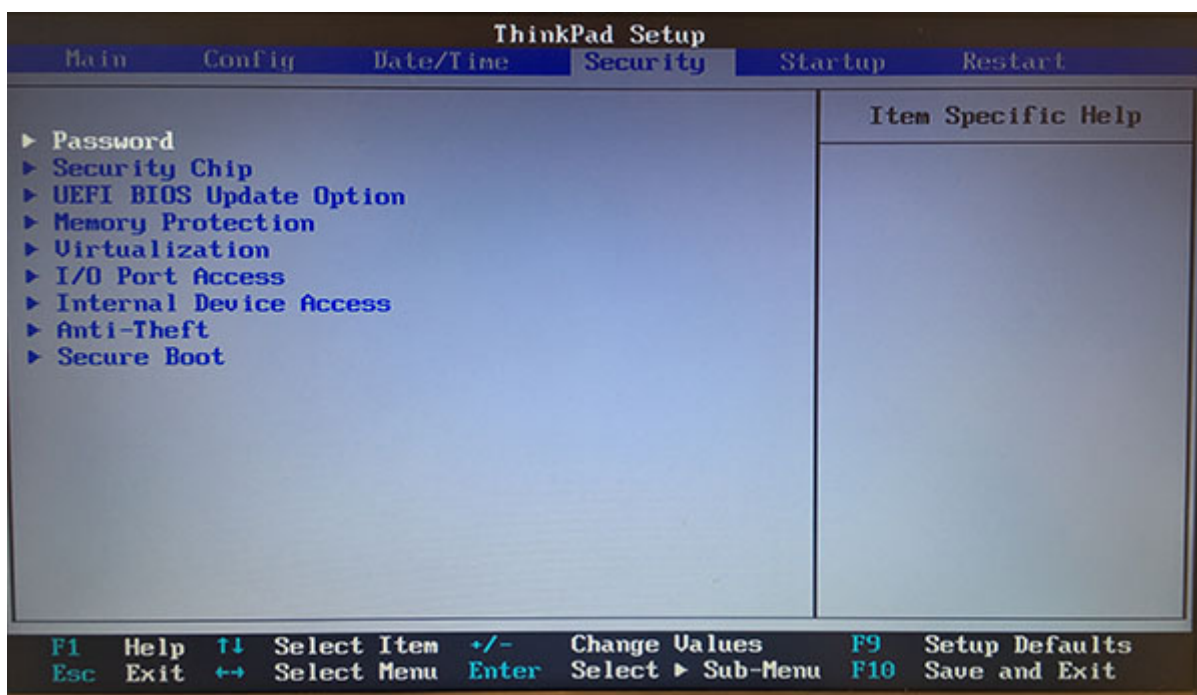 ThinkPad Setup
Main Config Date/Time Security Startup Restart
Item Specific Help
▶ Password
▶ Security Chip
▶ UEFI BIOS Update Option
▶ Memory Protection
▶ Virtualization
▶ I/O Port Access
▶ Internal Device Access
▶ Anti-Theft
▶ Secure Boot
F1 Help ↑↓ Select Item +/- Change Values F9 Setup Defaults
Esc Exit ←→ Select Menu Enter Select ▶ Sub-Menu F10 Save and Exit